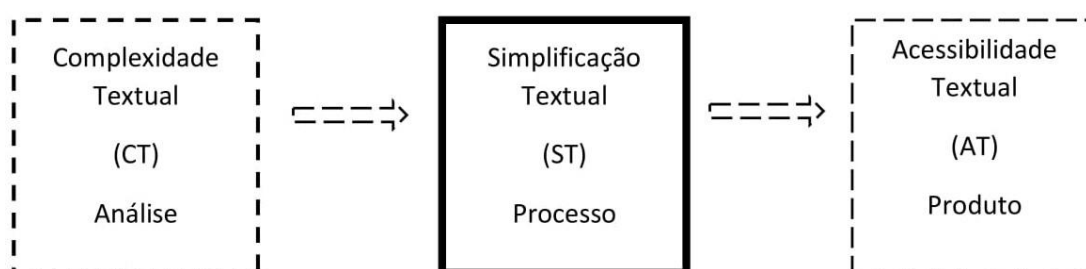 Complexidade
Textual
(CT)
Análise
Simplificação
Textual
(ST)
Processo
Acessibilidade
Textual
(AT)
Produto